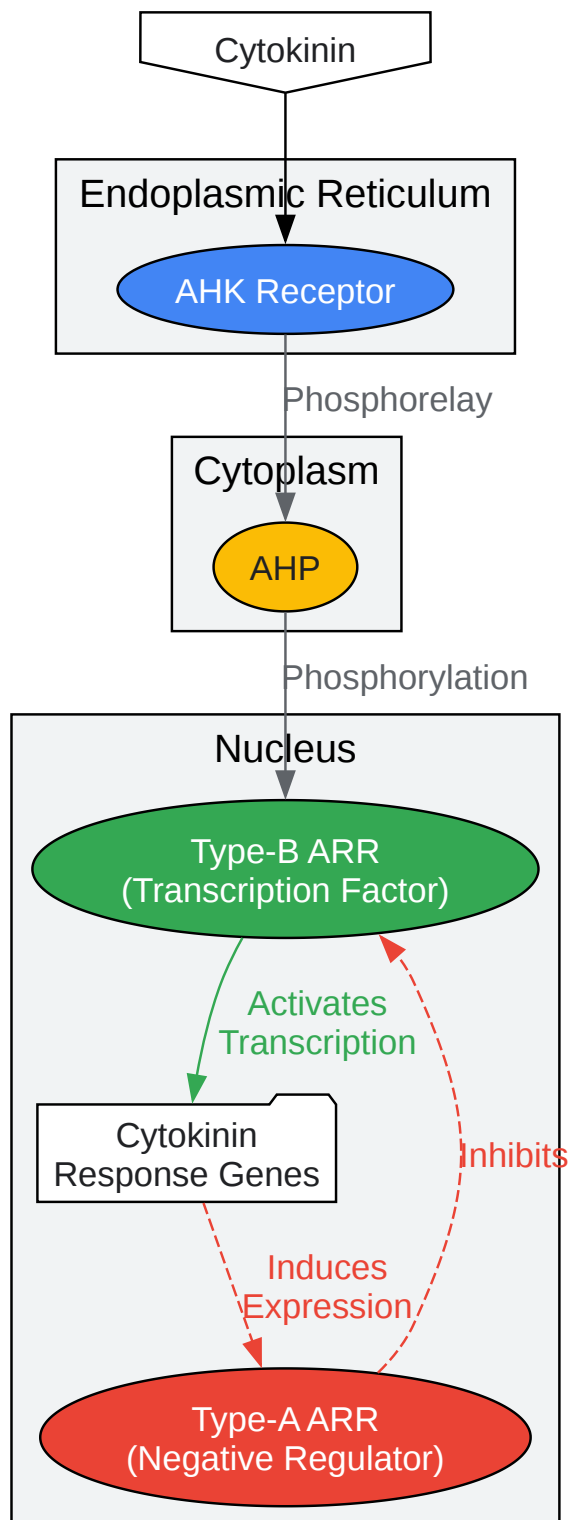 Cytokinin
Endoplasmic Reticulum
AHK Receptor
Phosphorelay
Cytoplasm
AHP
Phosphorylation
Nucleus
Type-B ARR
(Transcription Factor)
Activates
Transcription
Cytokinin
Response Genes
Inhibits
Induces
Expression
Type-A ARR
(Negative Regulator)